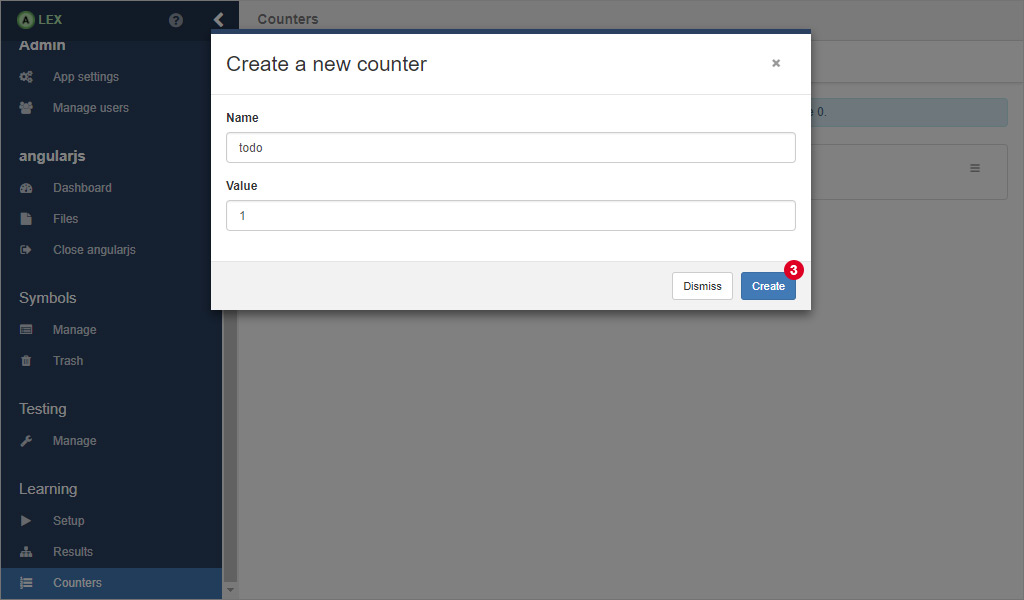 A LEX
?
Counters
Admin
App settings
Manage users
angularjs
Dashboard
Files
Close angularjs
Symbols
Manage
Trash
Testing
Manage
Learning
Setup
Results
Counters
0.
Create a new counter
×
Name
todo
Value
1
Dismiss
Create
3